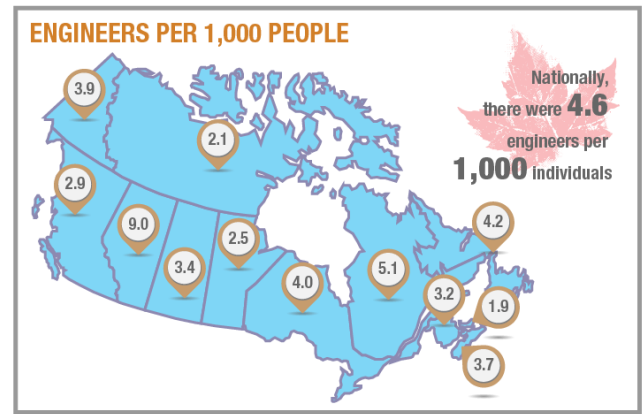 ENGINEERS PER 1,000 PEOPLE
Nationally,
there were 4.6
engineers per
1,000 individuals
3.9
2.1
2.9
9.0
3.4
2.5
4.0
5.1
4.2
3.2
1.9
3.7